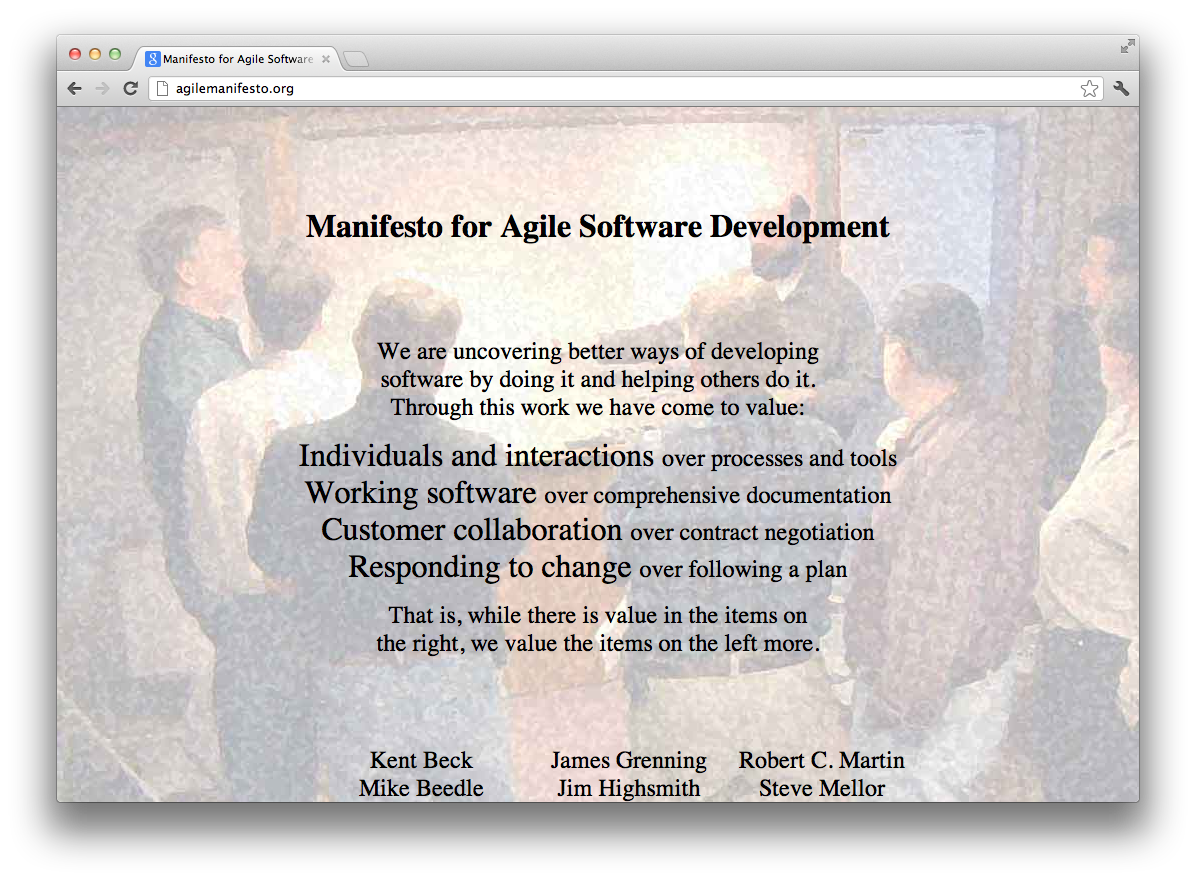 Manifesto for Agile Software
agilemanifesto.org
Manifesto for Agile Software Development
We are uncovering better ways of developing
software by doing it and helping others do it.
Through this work we have come to value:
Individuals and interactions over processes and tools
Working software over comprehensive documentation
Customer collaboration over contract negotiation
Responding to change over following a plan
That is, while there is value in the items on
the right, we value the items on the left more.
Kent Beck James Grenning Robert C. Martin
Mike Beedle Jim Highsmith Steve Mellor